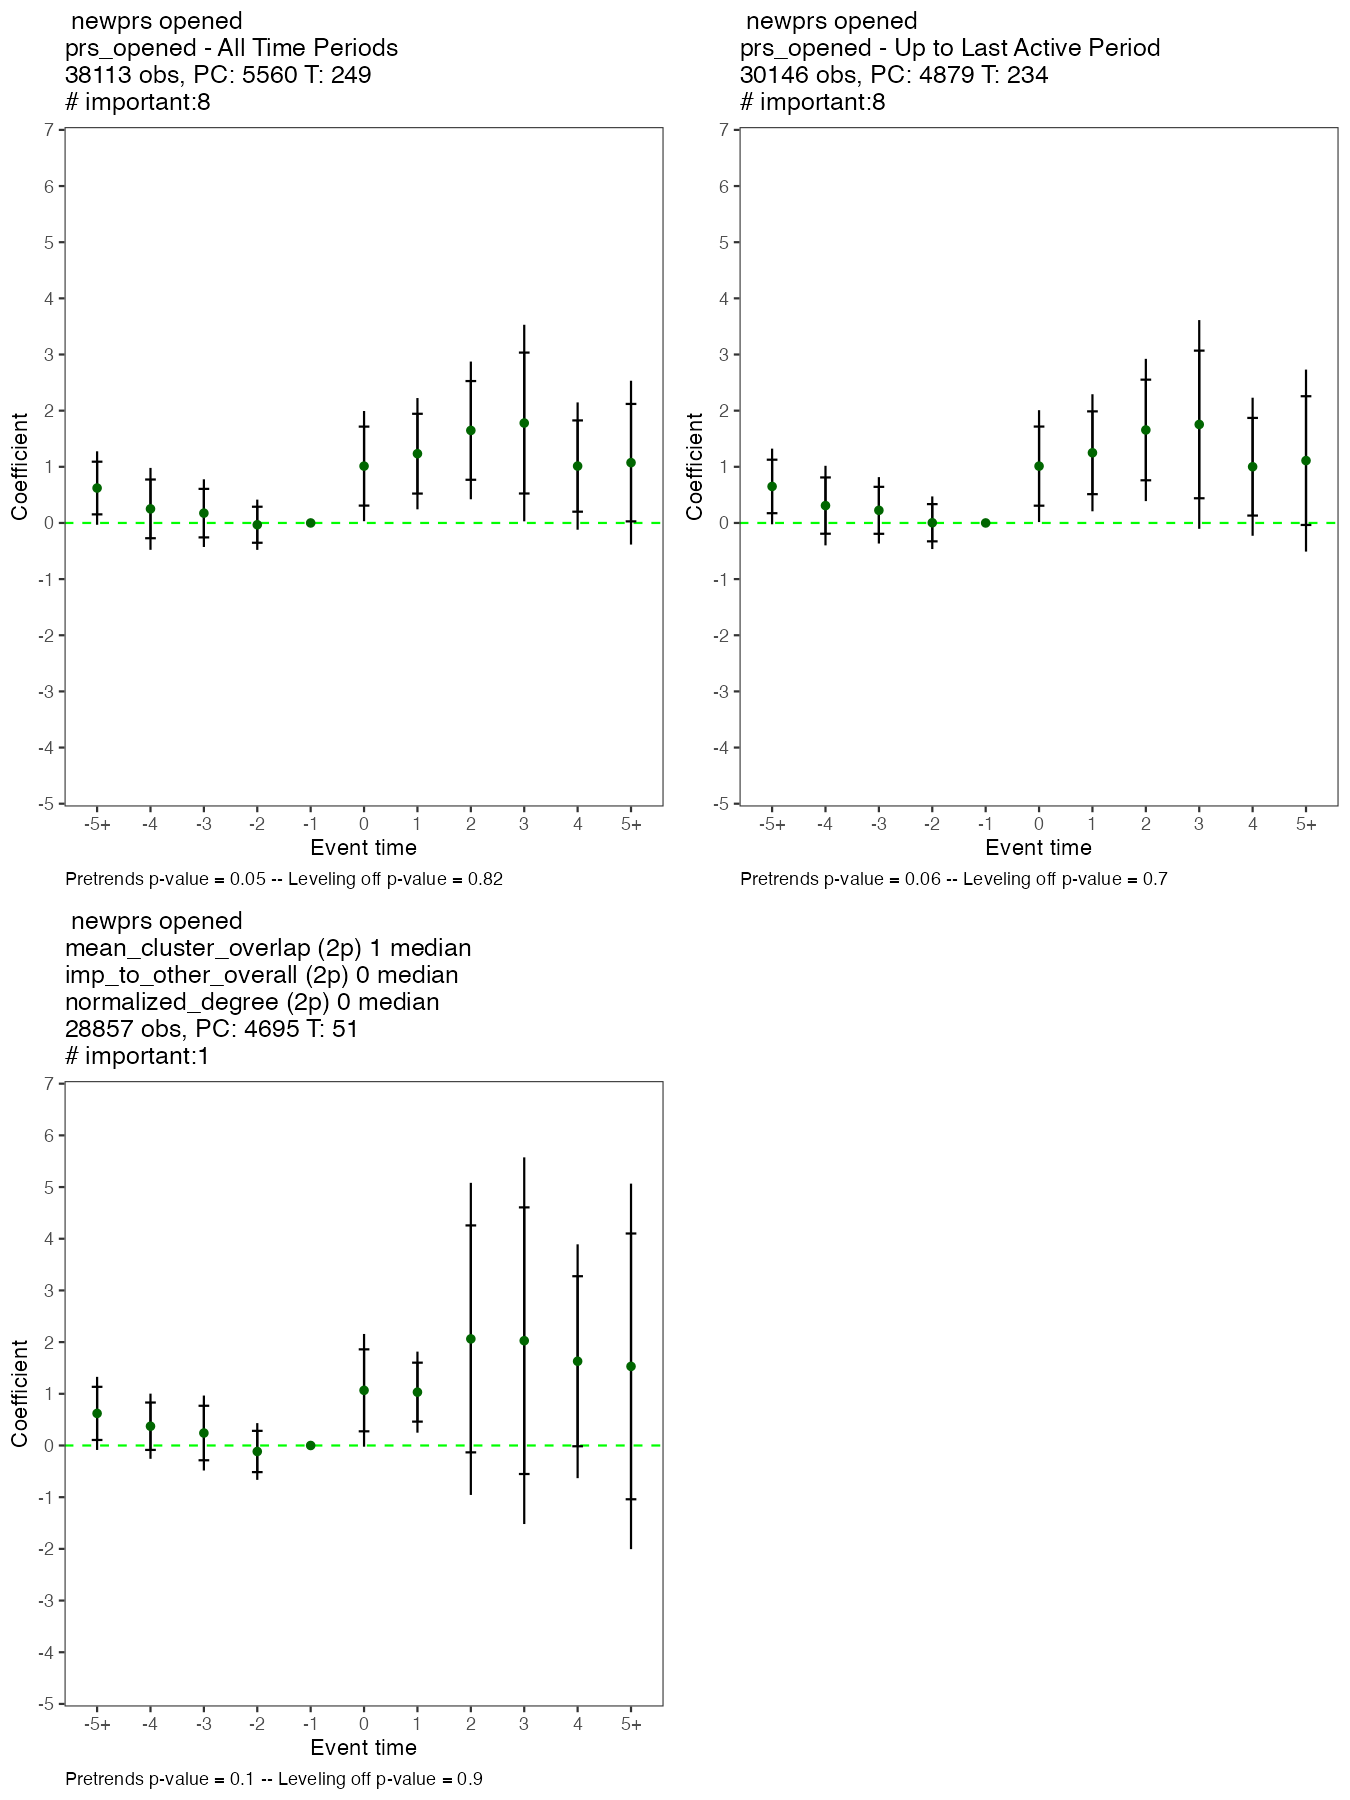 newprs opened
prs_opened - All Time Periods
38113 obs, PC: 5560 T: 249
# important:8
7
6
5
4
3
2
1
0
-1
-2
-3
-4
-5
Coefficient
-5+ -4 -3 -2 -1 0 1 2 3 4 5+
Event time
Pretrends p-value = 0.05 -- Leveling off p-value = 0.82
newprs opened
prs_opened - Up to Last Active Period
30146 obs, PC: 4879 T: 234
# important:8
7
6
5
4
3
2
1
0
-1
-2
-3
-4
-5
Coefficient
-5+ -4 -3 -2 -1 0 1 2 3 4 5+
Event time
Pretrends p-value = 0.06 -- Leveling off p-value = 0.7
newprs opened
mean_cluster_overlap (2p) 1 median
imp_to_other_overall (2p) 0 median
normalized_degree (2p) 0 median
28857 obs, PC: 4695 T: 51
# important:1
7
6
5
4
3
2
1
0
-1
-2
-3
-4
-5
Coefficient
-5+ -4 -3 -2 -1 0 1 2 3 4 5+
Event time
Pretrends p-value = 0.1 -- Leveling off p-value = 0.9